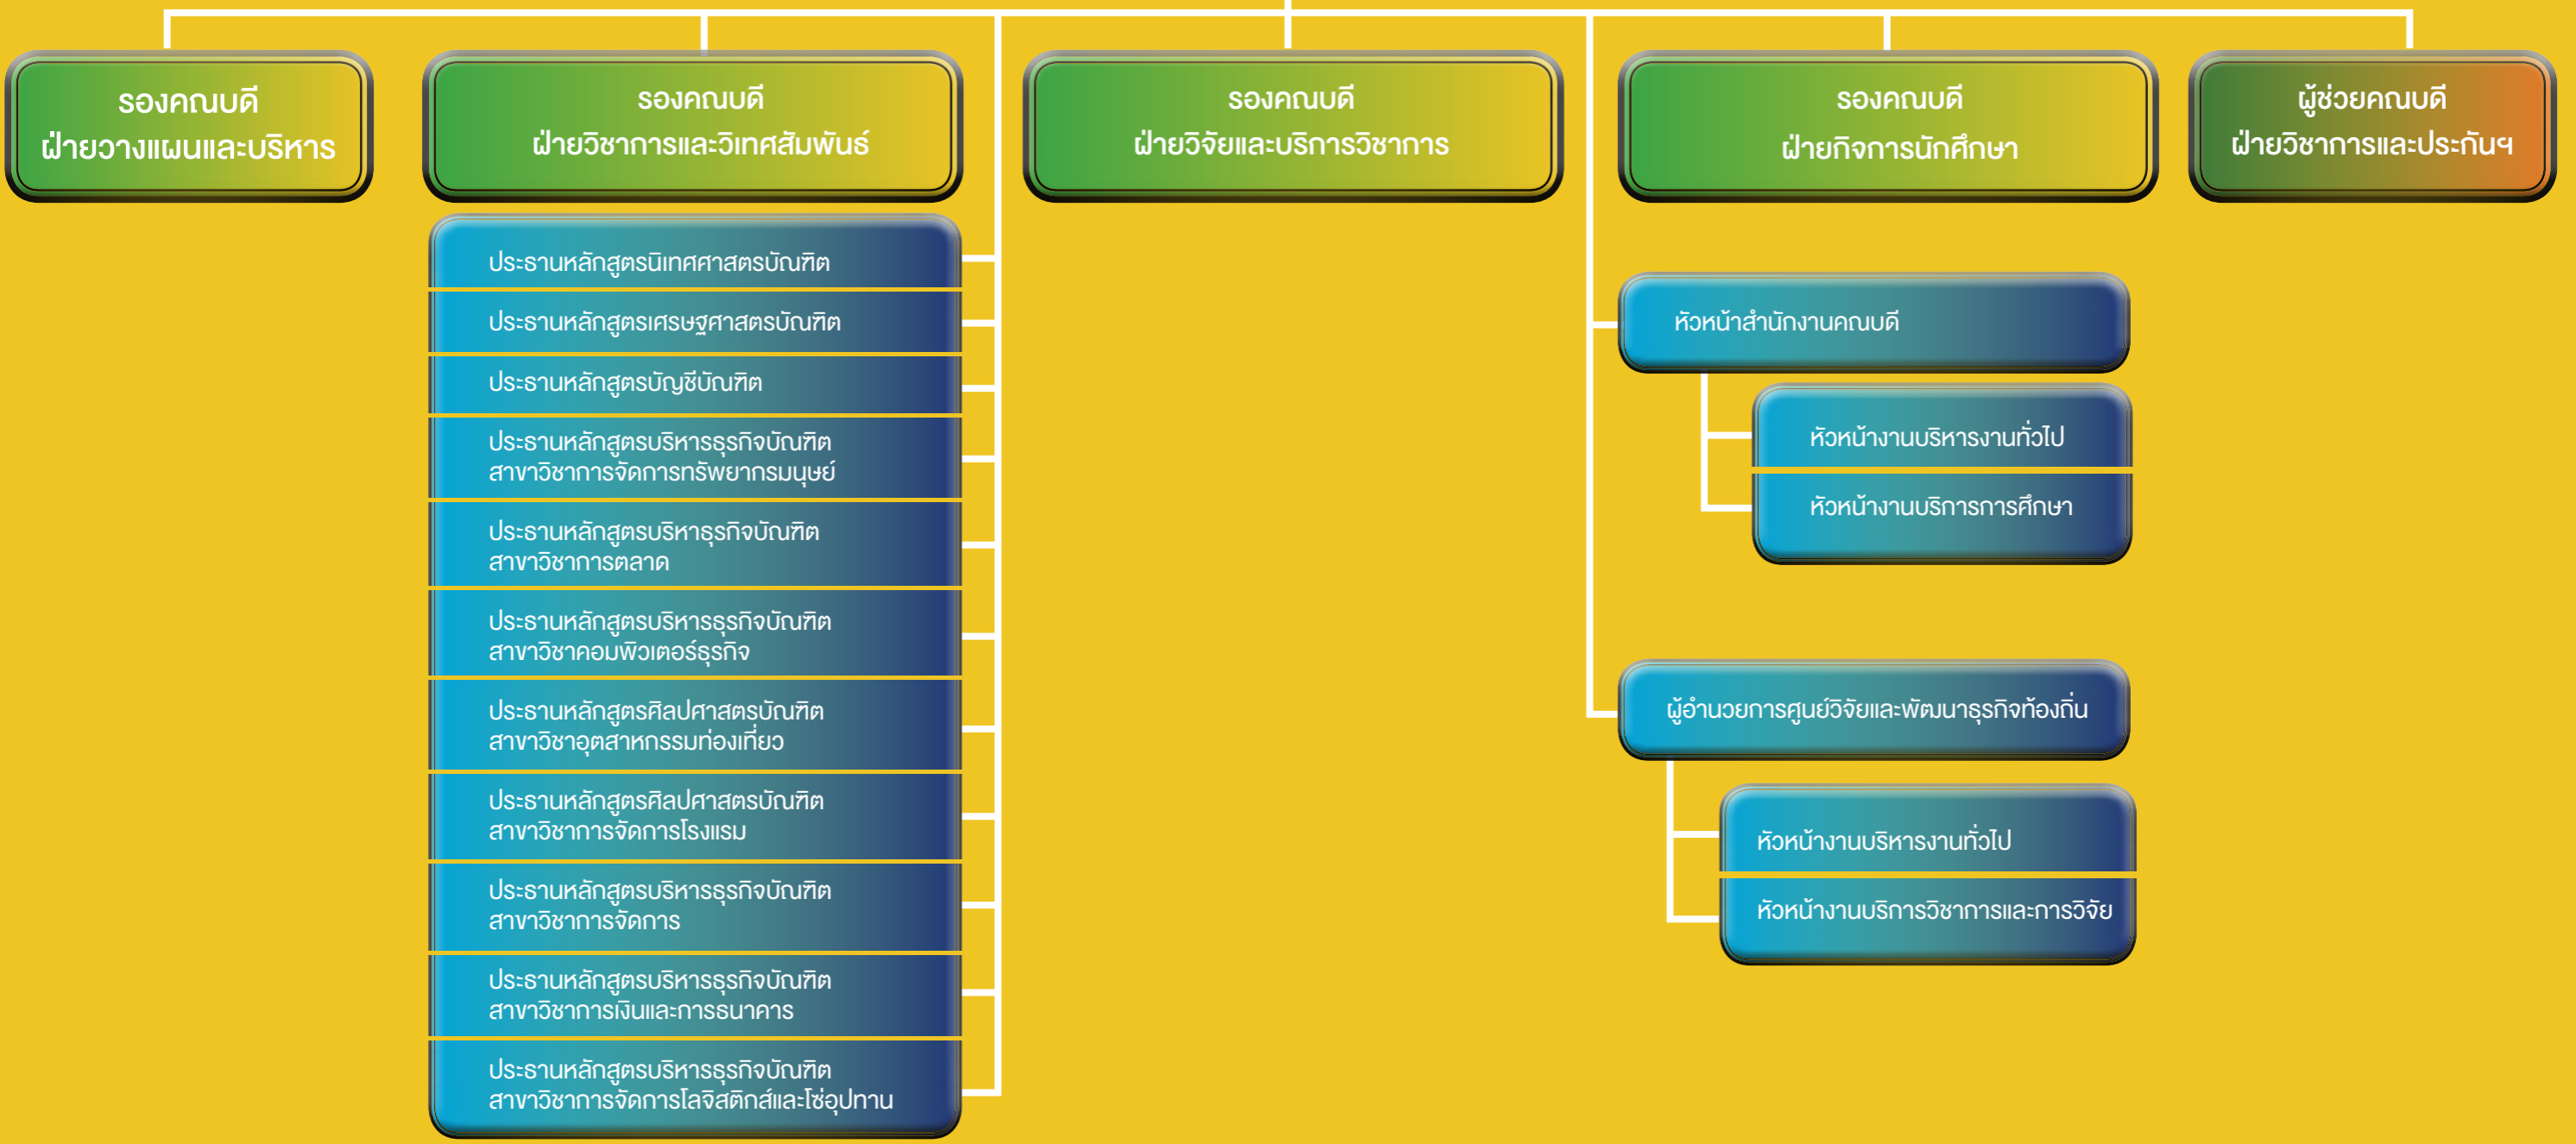 รองคณบดี
ฝ่ายวางแผนและบริหาร
รองคณบดี
ฝ่ายวิชาการและวิเทศสัมพันธ์
รองคณบดี
ฝ่ายวิจัยและบริการวิชาการ
รองคณบดี
ฝ่ายกิจการนักศึกษา
ผู้ช่วยคณบดี
ฝ่ายวิชาการและประกันฯ
ประธานหลักสูตรนิเทศศาสตรบัณฑิต
ประธานหลักสูตรเศรษฐศาสตรบัณฑิต
ประธานหลักสูตรบัญชีบัณฑิต
ประธานหลักสูตรบริหารธุรกิจบัณฑิต
สาขาวิชาการจัดการทรัพยากรมนุษย์
ประธานหลักสูตรบริหาธุรกิจบัณฑิต
สาขาวิชาการตลาด
ประธานหลักสูตรบริหารธุรกิจบัณฑิต
สาขาวิชาคอมพิวเตอร์ธุรกิจ
ประธานหลักสูตรศิลปศาสตรบัณฑิต
สาขาวิชาอุตสาหกรรมท่องเที่ยว
ประธานหลักสูตรศิลปศาสตรบัณฑิต
สาขาวิชาการจัดการโรงแรม
ประธานหลักสูตรบริหารธุรกิจบัณฑิต
สาขาวิชาการจัดการ
ประธานหลักสูตรบริหารธุรกิจบัณฑิต
สาขาวิชาการเงินและการธนาคาร
ประธานหลักสูตรบริหารธุรกิจบัณฑิต
สาขาวิชาการจัดการโลจิสติกส์และโซ่อุปทาน
หัวหน้าสำนักงานคณบดี
หัวหน้างานบริหารงานทั่วไป
หัวหน้างานบริการการศึกษา
ผู้อำนวยการศูนย์วิจัยและพัฒนาธุรกิจท้องถิ่น
หัวหน้างานบริหารงานทั่วไป
หัวหน้างานบริการวิชาการและการวิจัย